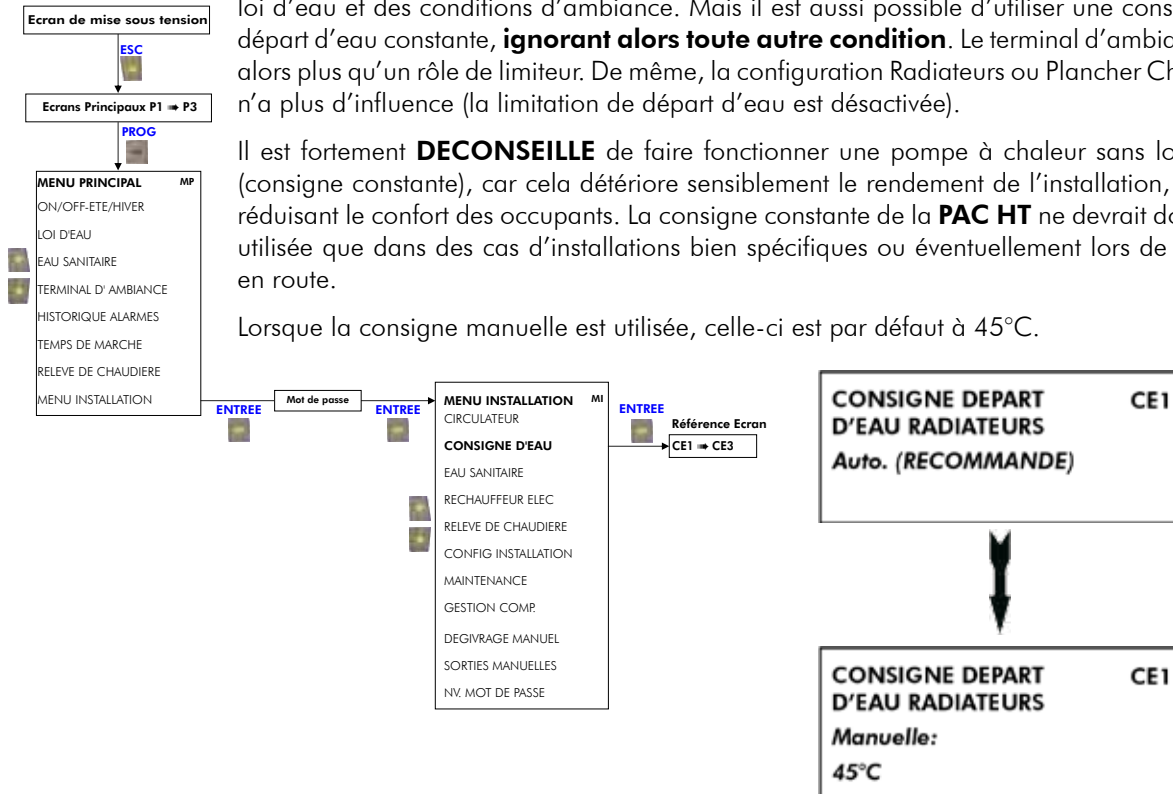 Ecran de mise sous tension
ESC
Ecrans Principaux P1 ➠ P3
PROG
MENU PRINCIPAL MP
ON/OFF-ETE/HIVER
LOI D'EAU
EAU SANITAIRE
TERMINAL D' AMBIANCE
HISTORIQUE ALARMES
TEMPS DE MARCHE
RELEVE DE CHAUDIERE
MENU INSTALLATION
loi d'eau et des conditions d'ambiance. Mais il est aussi possible d'utiliser une cons
départ d'eau constante, ignorant alors toute autre condition. Le terminal d'ambia
alors plus qu'un rôle de limiteur. De même, la configuration Radiateurs ou Plancher Ch
n'a plus d'influence (la limitation de départ d'eau est désactivée).
Il est fortement DECONSEILLE de faire fonctionner une pompe à chaleur sans lo
(consigne constante), car cela détériore sensiblement le rendement de l'installation,
réduisant le confort des occupants. La consigne constante de la PAC HT ne devrait do
utilisée que dans des cas d'installations bien spécifiques ou éventuellement lors de
en route.
Lorsque la consigne manuelle est utilisée, celle-ci est par défaut à 45°C.
ENTREE
Mot de passe
ENTREE
MENU INSTALLATION MI
CIRCULATEUR
CONSIGNE D'EAU
EAU SANITAIRE
RECHAUFFEUR ELEC
RELEVE DE CHAUDIERE
CONFIG INSTALLATION
MAINTENANCE
GESTION COMP.
DEGIVRAGE MANUEL
SORTIES MANUELLES
NV. MOT DE PASSE
ENTREE
Référence Ecran
CE1 ➠ CE3
CONSIGNE DEPART CE1
D'EAU RADIATEURS
Auto. (RECOMMANDE)
CONSIGNE DEPART CE1
D'EAU RADIATEURS
Manuelle:
45°C